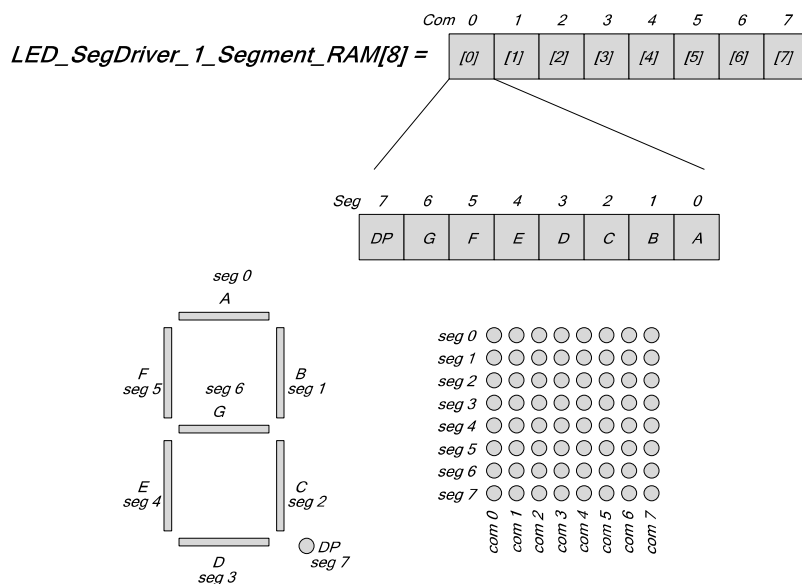 Com 0 1 2 3 4 5 6 7
LED_SegDriver_1_Segment_RAM[8] = [0] [1] [2] [3] [4] [5] [6] [7]
Seg 7 6 5 4 3 2 1 0
DP G F E D C B A
seg 0
A
F
seg 5
seg 6
G
B
seg 1
E
seg 4
C
seg 2
D
seg 3
DP
seg 7
seg 0
seg 1
seg 2
seg 3
seg 4
seg 5
seg 6
seg 7
com 0
com 1
com 2
com 3
com 4
com 5
com 6
com 7